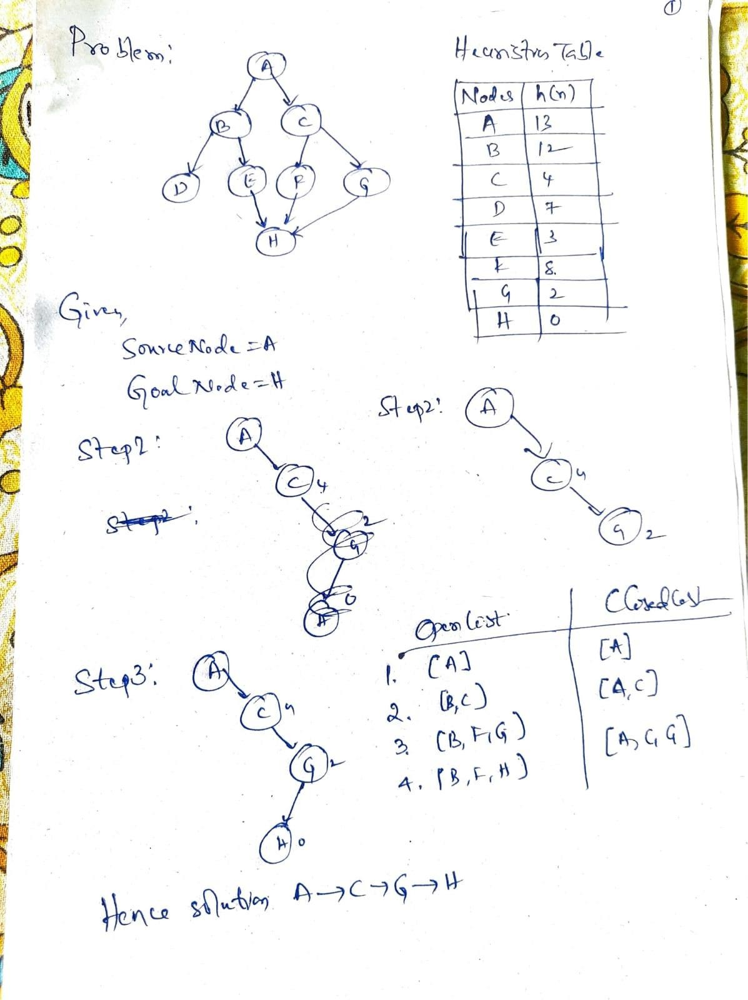 1
Problem:
A
B C
D E F G
H
Heuristics Table
Nodes h(n)
A 13
B 12
C 4
D 7
E 3
F 8.
G 2
H 0
Given,
Source Node = A
Goal Node = H
Step2:
A
C 4
G 2
H 0
Step2:
A
C 4
G 2
Step3:
A
C 4
G 2
H 0
Open List Closed List
1. [A] [A]
2. [B,C] [A,C]
3. [B,F,G] [A,C,G]
4. [B,F,H]
Hence solution A→C→G→H